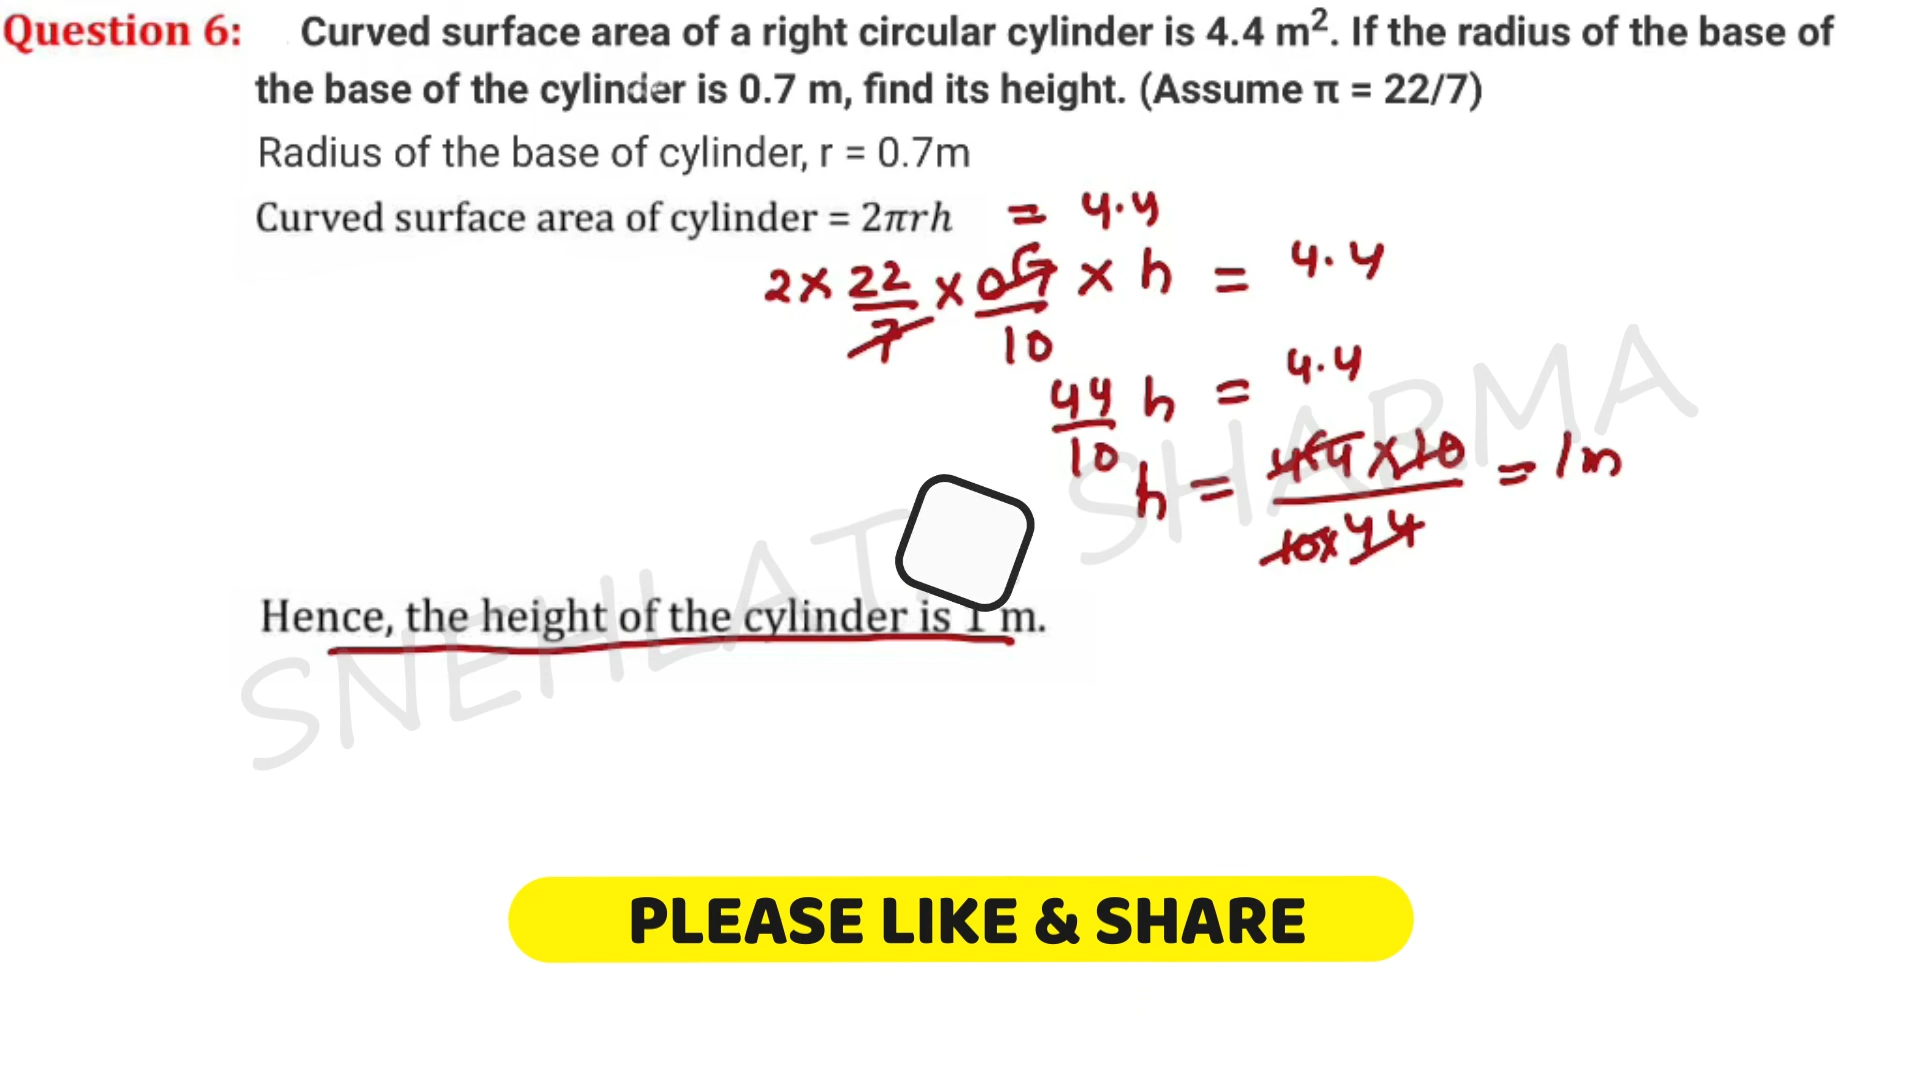 Question 6: Curved surface area of a right circular cylinder is 4.4 m². If the radius of the base of
the base of the cylinder is 0.7 m, find its height. (Assume π = 22/7)
Radius of the base of cylinder, r = 0.7m
Curved surface area of cylinder = 2πrh = 4.4
2 × 22/7 × 07/10 × h = 4.4
44/10 h = 4.4
h = 44 × 10 / 10 × 44 = 1m
Hence, the height of the cylinder is 1 m.
SNEHLATA SHARMA
PLEASE LIKE & SHARE